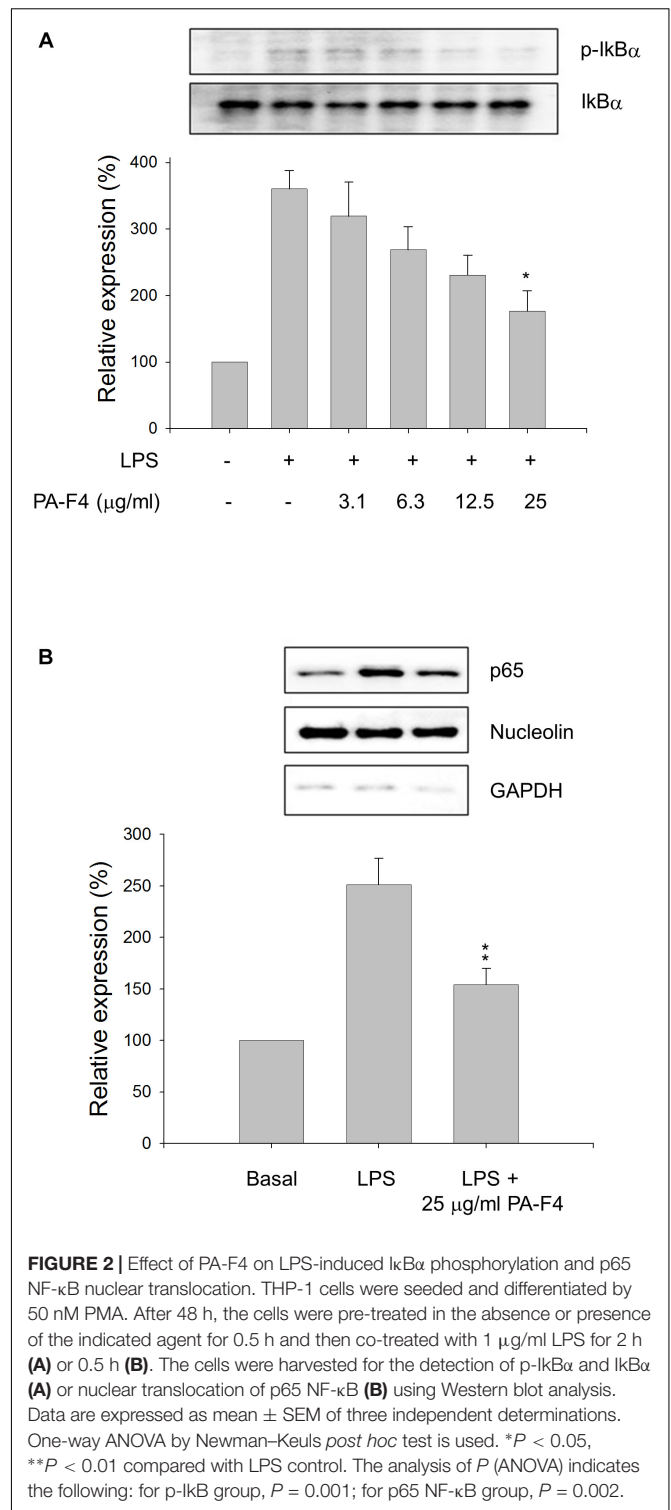 A
p-IkBα
IkBα
Relative expression (%)
400
300
200
100
0
*
LPS - + + + + +
PA-F4 (μg/ml) - - 3.1 6.3 12.5 25
B
p65
Nucleolin
GAPDH
Relative expression (%)
300
250
200
150
100
50
0
**
Basal LPS LPS +
25 μg/ml PA-F4
FIGURE 2 | Effect of PA-F4 on LPS-induced IκBα phosphorylation and p65
NF-κB nuclear translocation. THP-1 cells were seeded and differentiated by
50 nM PMA. After 48 h, the cells were pre-treated in the absence or presence
of the indicated agent for 0.5 h and then co-treated with 1 μg/ml LPS for 2 h
(A) or 0.5 h (B). The cells were harvested for the detection of p-IkBα and IkBα
(A) or nuclear translocation of p65 NF-κB (B) using Western blot analysis.
Data are expressed as mean ± SEM of three independent determinations.
One-way ANOVA by Newman–Keuls post hoc test is used. *P < 0.05,
**P < 0.01 compared with LPS control. The analysis of P (ANOVA) indicates
the following: for p-IkB group, P = 0.001; for p65 NF-κB group, P = 0.002.